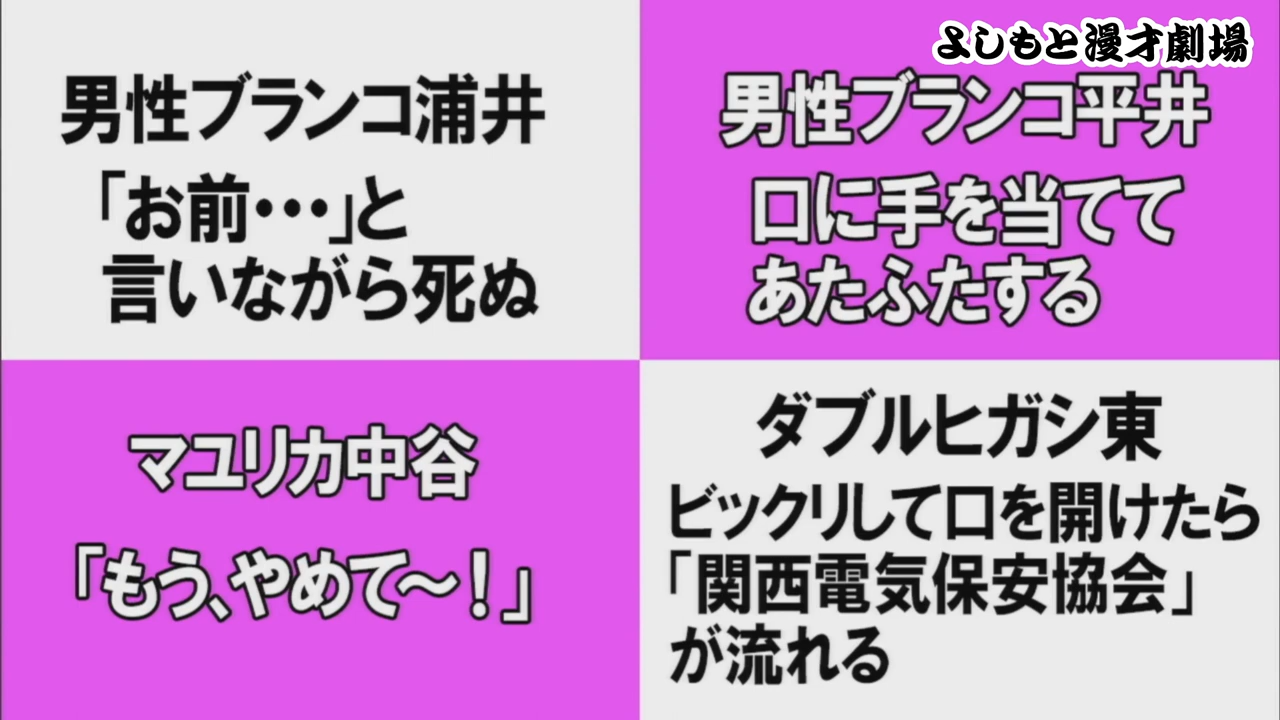 よしもと漫才劇場
男性ブランコ浦井
「お前・・・」と
言いながら死ぬ
男性ブランコ平井
口に手を当てて
あたふたする
マユリカ中谷
「もう、やめて～！」
ダブルヒガシ東
ビックリして口を開けたら
「関西電気保安協会」
が流れる